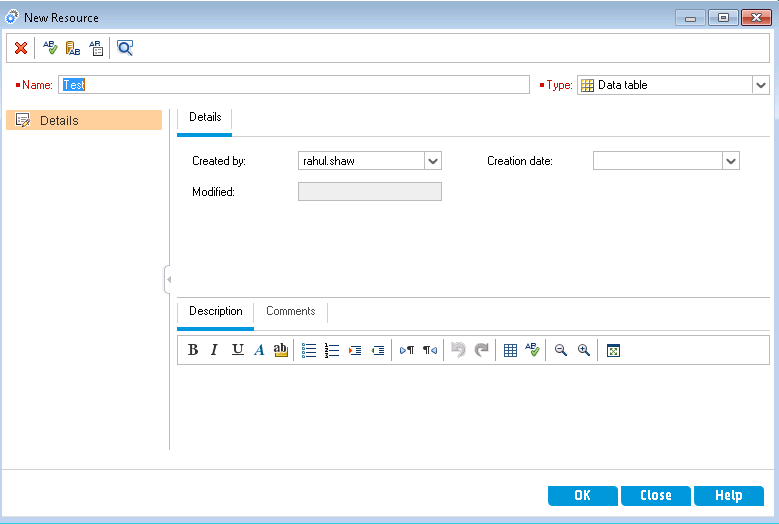 New Resource
Name: Test Type: Data table
Details
Details
Created by: rahul.shaw Creation date:
Modified:
Description Comments
B I U A ab
OK Close Help